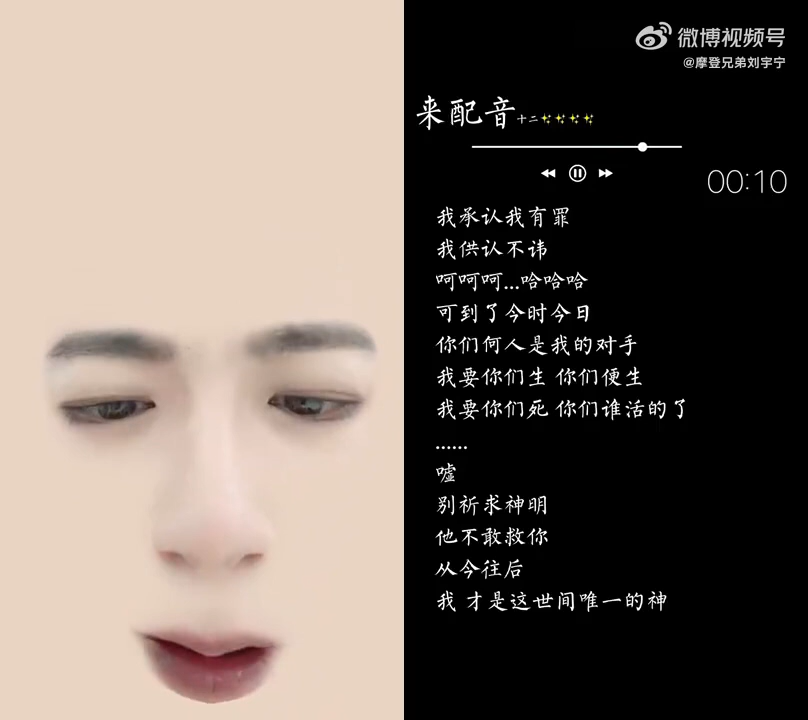 微博视频号
@摩登兄弟刘宇宁
来配音十二✨✨✨✨
00:10
我承认我有罪
我供认不讳
呵呵呵...哈哈哈
可到了今时今日
你们何人是我的对手
我要你们生 你们便生
我要你们死 你们谁活的了
......
嘘
别祈求神明
他不敢救你
从今往后
我 才是这世间唯一的神